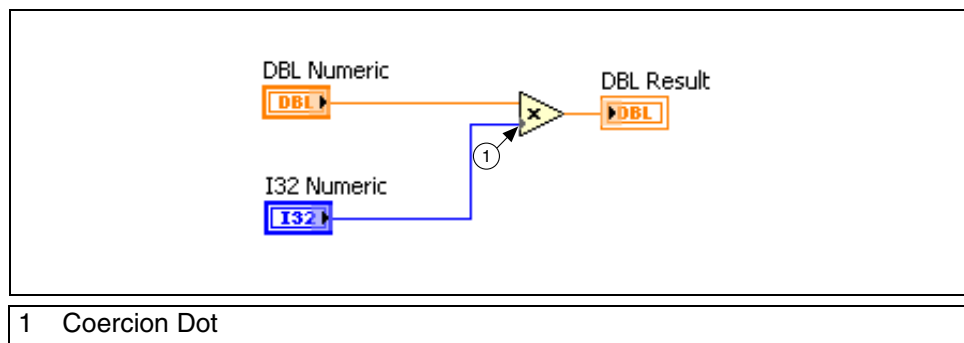 DBL Numeric
DBL
DBL Result
×
DBL
1
I32 Numeric
I32
1 Coercion Dot